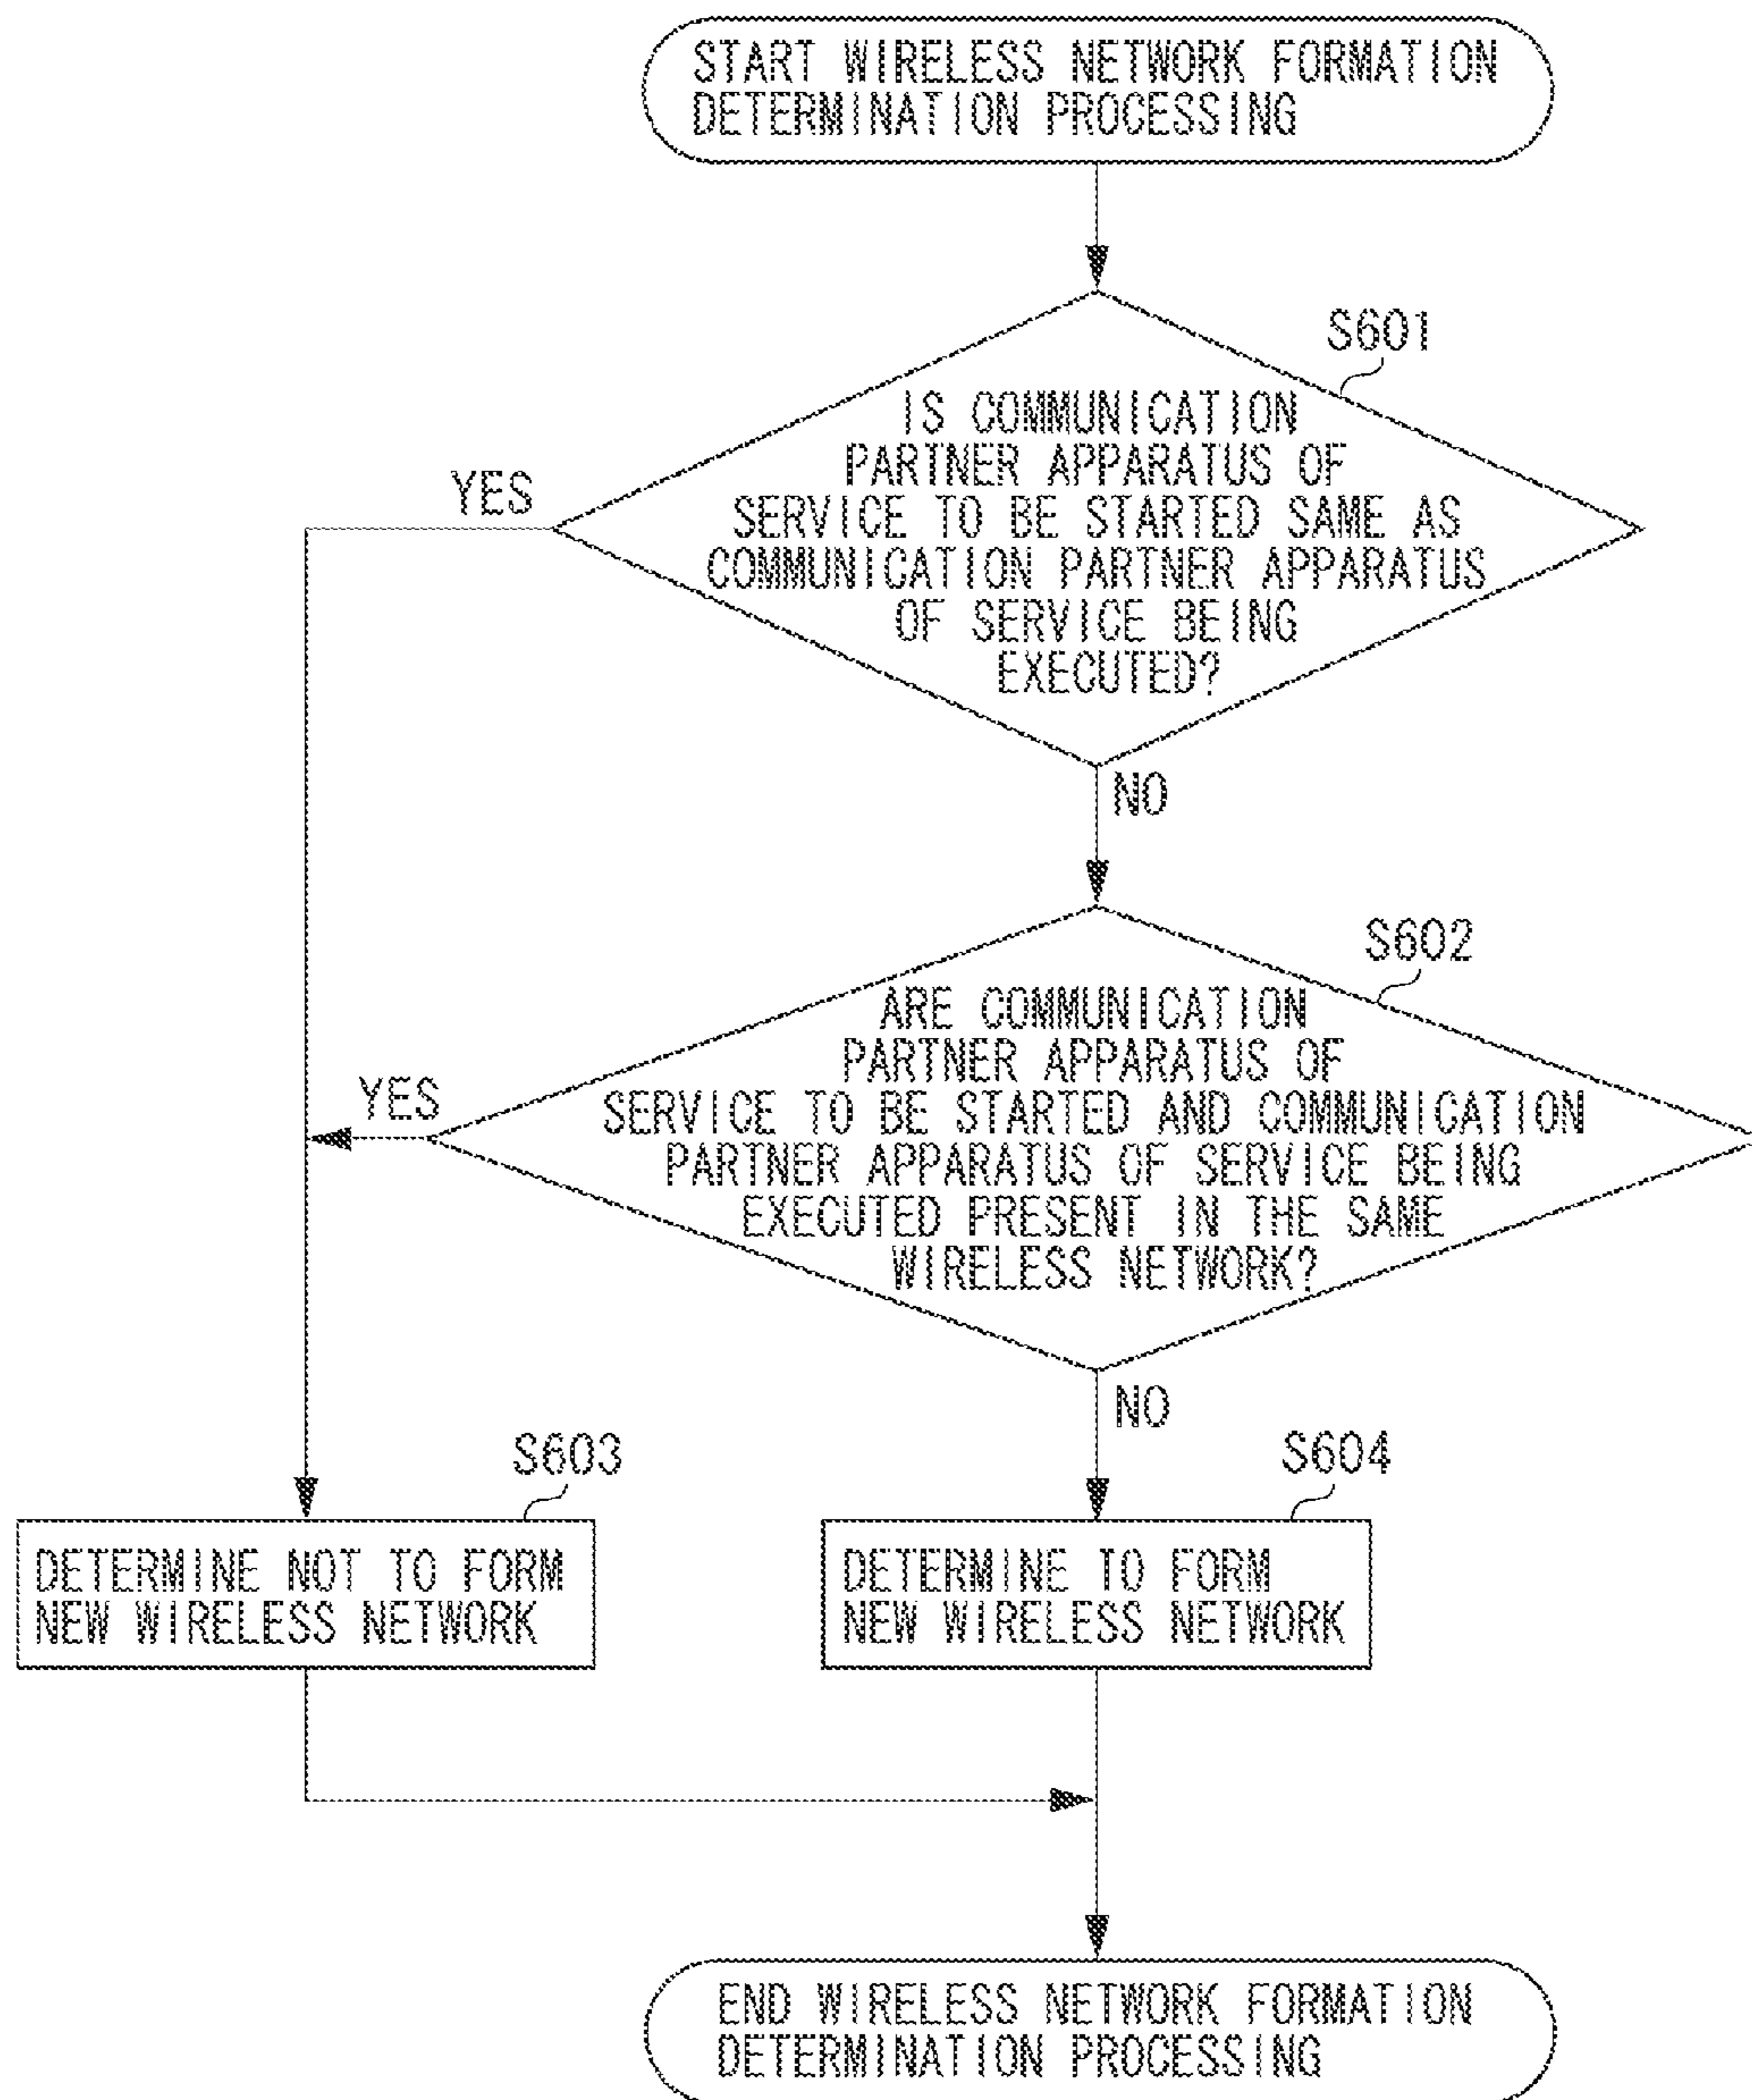 START WIRELESS NETWORK FORMATION
DETERMINATION PROCESSING
S601
IS COMMUNICATION
PARTNER APPARATUS OF
SERVICE TO BE STARTED SAME AS
COMMUNICATION PARTNER APPARATUS
OF SERVICE BEING
EXECUTED?
YES
NO
S602
ARE COMMUNICATION
PARTNER APPARATUS OF
SERVICE TO BE STARTED AND COMMUNICATION
PARTNER APPARATUS OF SERVICE BEING
EXECUTED PRESENT IN THE SAME
WIRELESS NETWORK?
YES
NO
S603
DETERMINE NOT TO FORM
NEW WIRELESS NETWORK
S604
DETERMINE TO FORM
NEW WIRELESS NETWORK
END WIRELESS NETWORK FORMATION
DETERMINATION PROCESSING